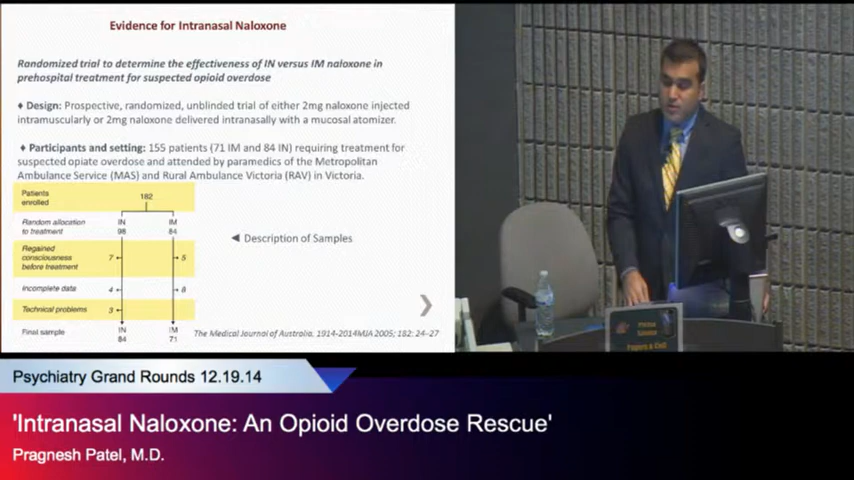 Evidence for Intranasal Naloxone
Randomized trial to determine the effectiveness of IN versus IM naloxone in
prehospital treatment for suspected opioid overdose
♦ Design: Prospective, randomized, unblinded trial of either 2mg naloxone injected
intramuscularly or 2mg naloxone delivered intranasally with a mucosal atomizer.
♦ Participants and setting: 155 patients (71 IM and 84 IN) requiring treatment for
suspected opiate overdose and attended by paramedics of the Metropolitan
Ambulance Service (MAS) and Rural Ambulance Victoria (RAV) in Victoria.
Patients
enrolled
182
Random allocation
to treatment
IN
98
IM
84
Regained
consciousness
before treatment
7
5
Incomplete data
4
8
Technical problems
3
Final sample
IN
84
IM
71
◄ Description of Samples
The Medical Journal of Australia, 1914-2014MJA 2005; 182: 24–27
Psychiatry Grand Rounds 12.19.14
'Intranasal Naloxone: An Opioid Overdose Rescue'
Pragnesh Patel, M.D.